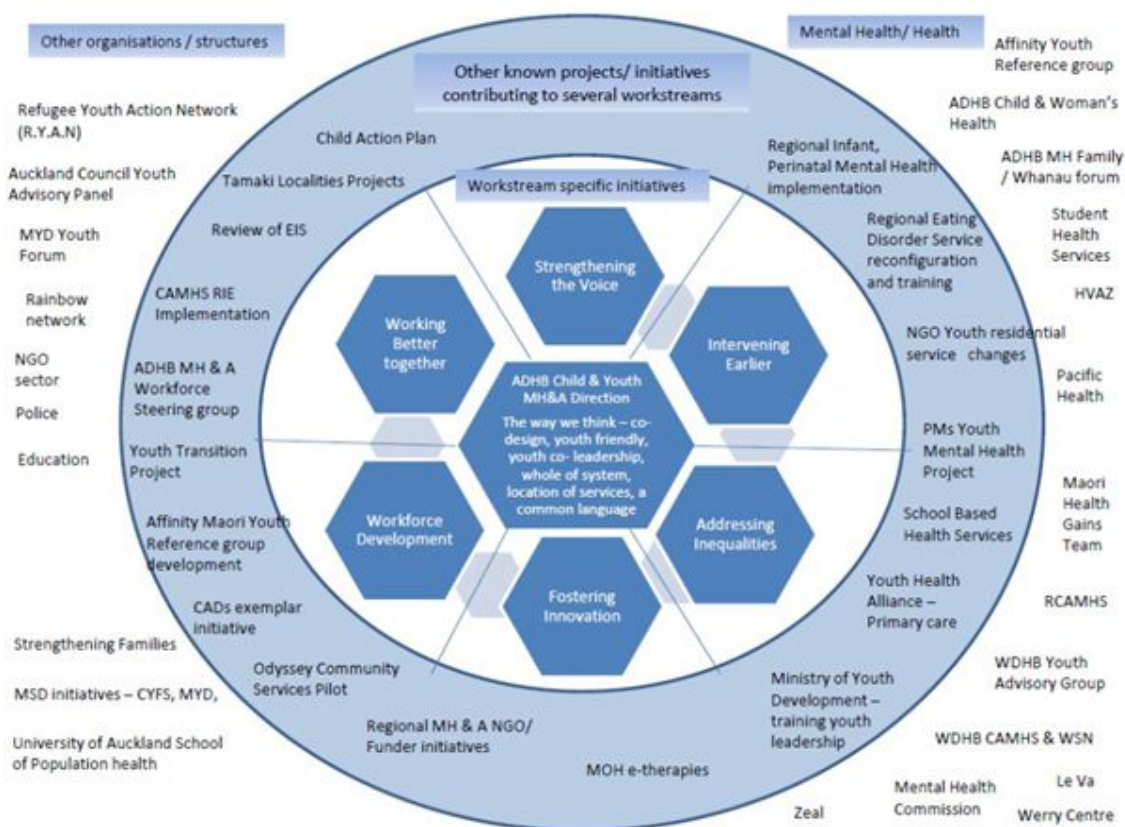 Other organisations / structures
Refugee Youth Action Network
(R.Y.A.N)
Auckland Council Youth
Advisory Panel
MYD Youth
Forum
Rainbow
network
NGO
sector
Police
Education
Strengthening Families
MSD initiatives – CYFS, MYD,
University of Auckland School
of Population health
Other known projects/ initiatives
contributing to several workstreams
Child Action Plan
Tamaki Localities Projects
Review of EIS
CAMHS RIE
Implementation
ADHB MH & A
Workforce
Steering group
Youth Transition
Project
Affinity Maori Youth
Reference group
development
CADs exemplar
initiative
Odyssey Community
Services Pilot
Regional MH & A NGO/
Funder initiatives
MOH e-therapies
Workstream specific initiatives
Strengthening
the Voice
Working
Better
together
Intervening
Earlier
ADHB Child & Youth
MH&A Direction
The way we think – co-
design, youth friendly,
youth co- leadership,
whole of system,
location of services, a
common language
Workforce
Development
Addressing
Inequalities
Fostering
Innovation
Regional Infant,
Perinatal Mental Health
implementation
Regional Eating
Disorder Service
reconfiguration
and training
NGO Youth residential
service changes
PMs Youth
Mental Health
Project
School Based
Health Services
Youth Health
Alliance –
Primary care
Ministry of Youth
Development –
training youth
leadership
Mental Health/ Health
Affinity Youth
Reference group
ADHB Child & Woman's
Health
ADHB MH Family
/ Whanau forum
Student
Health
Services
HVAZ
Pacific
Health
Maori
Health
Gains
Team
RCAMHS
WDHB Youth
Advisory Group
WDHB CAMHS & WSN
Le Va
Mental Health
Commission
Zeal
Werry Centre